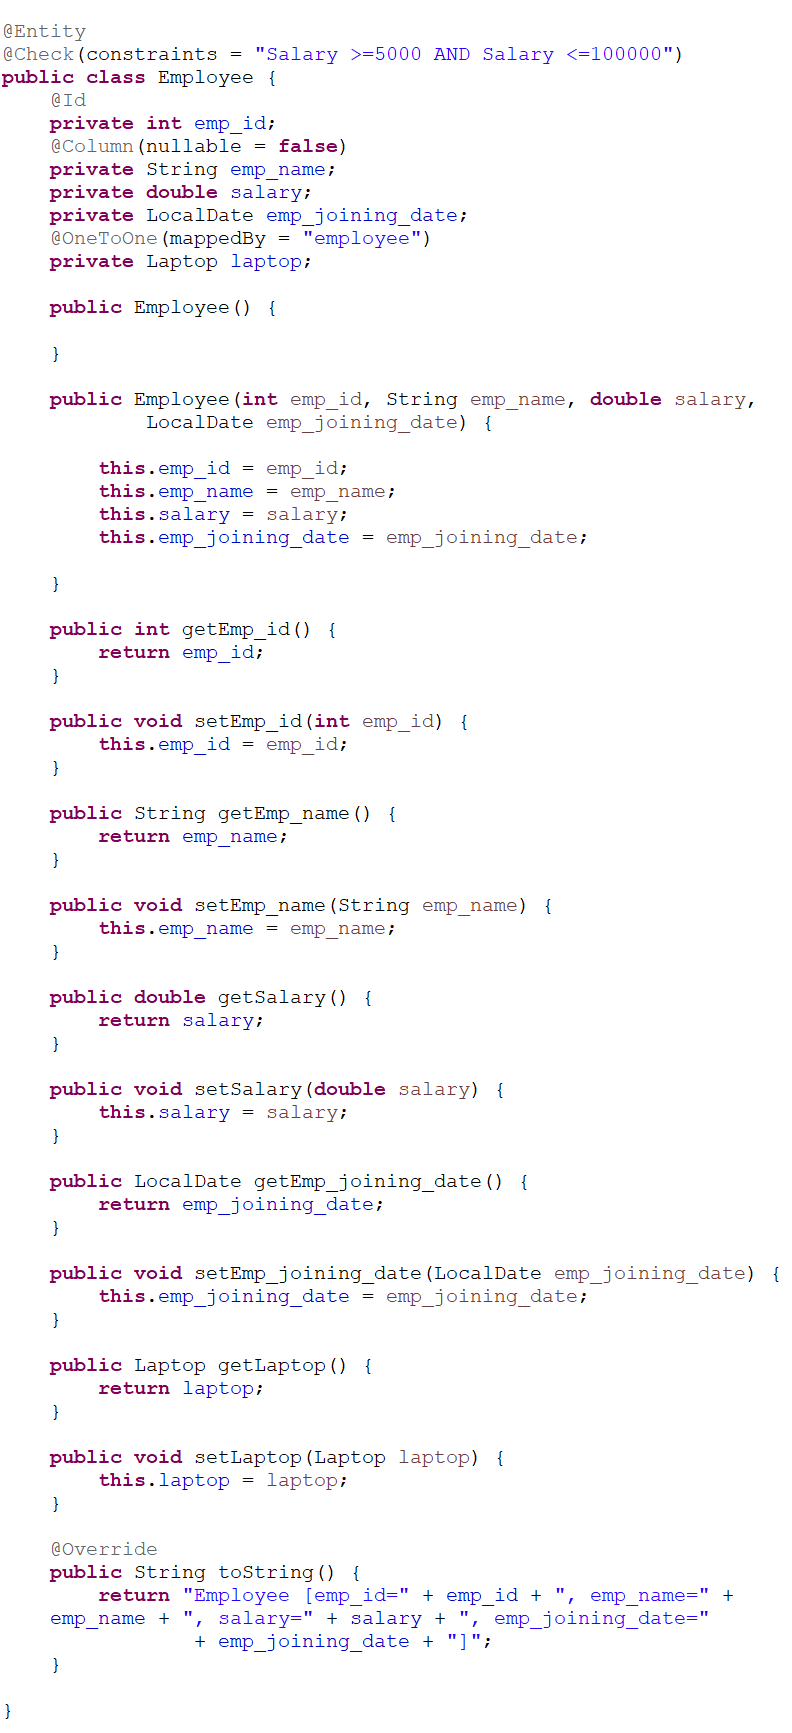 @Entity
@Check(constraints = "Salary >=5000 AND Salary <=100000")
public class Employee {
    @Id
    private int emp_id;
    @Column(nullable = false)
    private String emp_name;
    private double salary;
    private LocalDate emp_joining_date;
    @OneToOne(mappedBy = "employee")
    private Laptop laptop;

    public Employee() {

    }

    public Employee(int emp_id, String emp_name, double salary,
            LocalDate emp_joining_date) {

        this.emp_id = emp_id;
        this.emp_name = emp_name;
        this.salary = salary;
        this.emp_joining_date = emp_joining_date;

    }

    public int getEmp_id() {
        return emp_id;
    }

    public void setEmp_id(int emp_id) {
        this.emp_id = emp_id;
    }

    public String getEmp_name() {
        return emp_name;
    }

    public void setEmp_name(String emp_name) {
        this.emp_name = emp_name;
    }

    public double getSalary() {
        return salary;
    }

    public void setSalary(double salary) {
        this.salary = salary;
    }

    public LocalDate getEmp_joining_date() {
        return emp_joining_date;
    }

    public void setEmp_joining_date(LocalDate emp_joining_date) {
        this.emp_joining_date = emp_joining_date;
    }

    public Laptop getLaptop() {
        return laptop;
    }

    public void setLaptop(Laptop laptop) {
        this.laptop = laptop;
    }

    @Override
    public String toString() {
        return "Employee [emp_id=" + emp_id + ", emp_name=" +
    emp_name + ", salary=" + salary + ", emp_joining_date="
                + emp_joining_date + "]";
    }

}